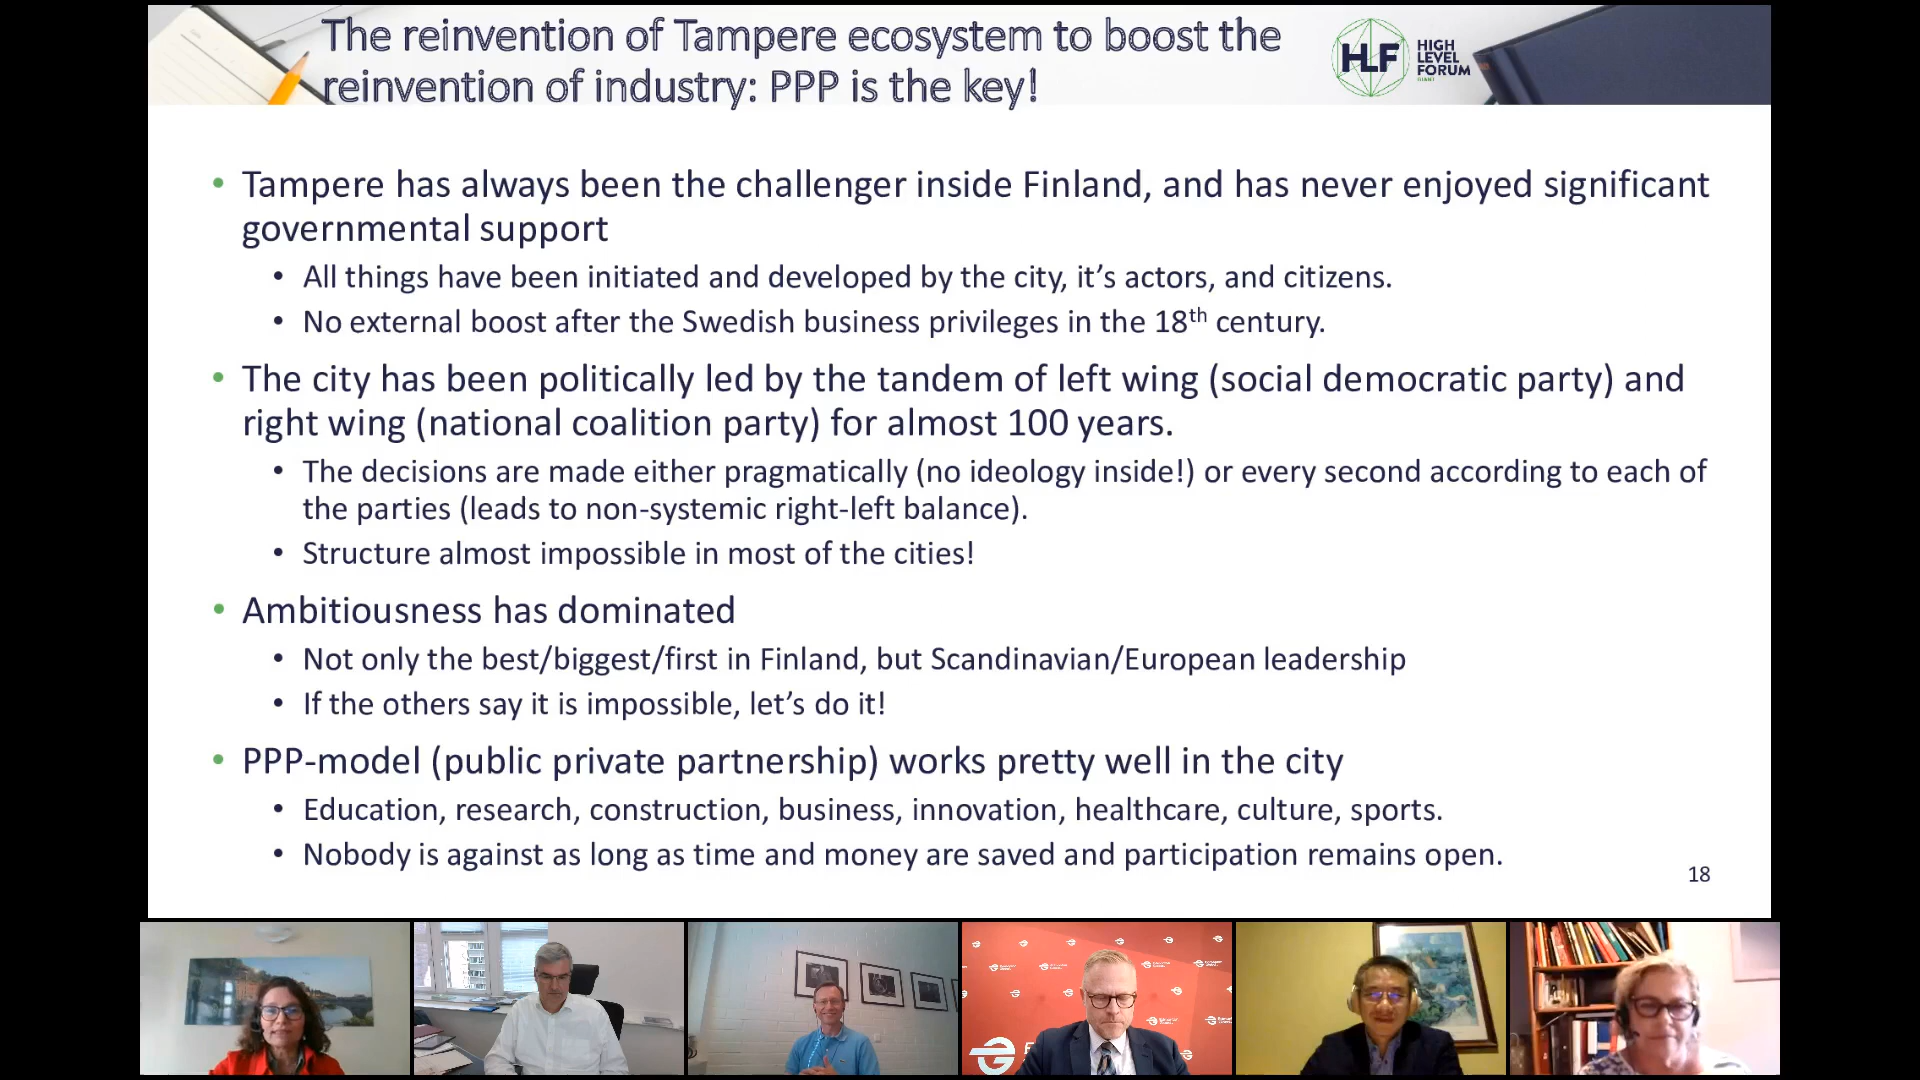 The reinvention of Tampere ecosystem to boost the
reinvention of industry: PPP is the key!
HLF
HIGH
LEVEL
FORUM
• Tampere has always been the challenger inside Finland, and has never enjoyed significant
governmental support
• All things have been initiated and developed by the city, it’s actors, and citizens.
• No external boost after the Swedish business privileges in the 18th century.
• The city has been politically led by the tandem of left wing (social democratic party) and
right wing (national coalition party) for almost 100 years.
• The decisions are made either pragmatically (no ideology inside!) or every second according to each of
the parties (leads to non-systemic right-left balance).
• Structure almost impossible in most of the cities!
• Ambitiousness has dominated
• Not only the best/biggest/first in Finland, but Scandinavian/European leadership
• If the others say it is impossible, let’s do it!
• PPP-model (public private partnership) works pretty well in the city
• Education, research, construction, business, innovation, healthcare, culture, sports.
• Nobody is against as long as time and money are saved and participation remains open.
18